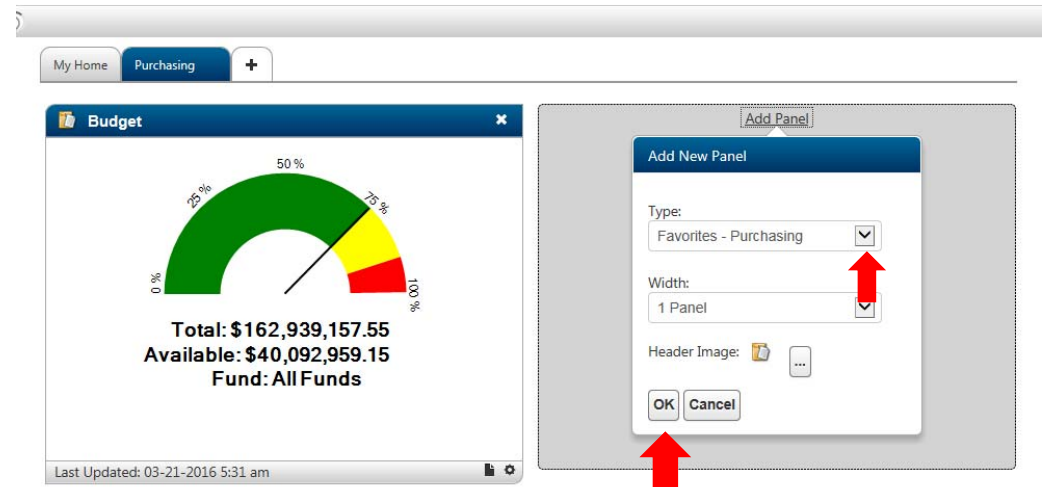 My Home Purchasing +
Budget
0 %
25 %
50 %
75 %
100 %
Total: $162,939,157.55
Available: $40,092,959.15
Fund: All Funds
Last Updated: 03-21-2016 5:31 am
Add Panel
Add New Panel
Type:
Favorites - Purchasing
Width:
1 Panel
Header Image: ...
OK Cancel